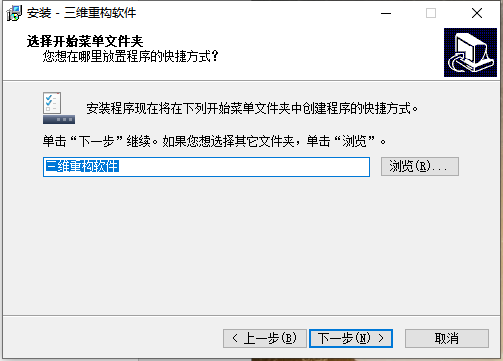 安装 - 三维重构软件
选择开始菜单文件夹
您想在哪里放置程序的快捷方式？
安装程序现在将在下列开始菜单文件夹中创建程序的快捷方式。
单击“下一步”继续。如果您想选择其它文件夹，单击“浏览”。
三维重构软件
浏览(R)...
< 上一步(B)
下一步(N) >
取消